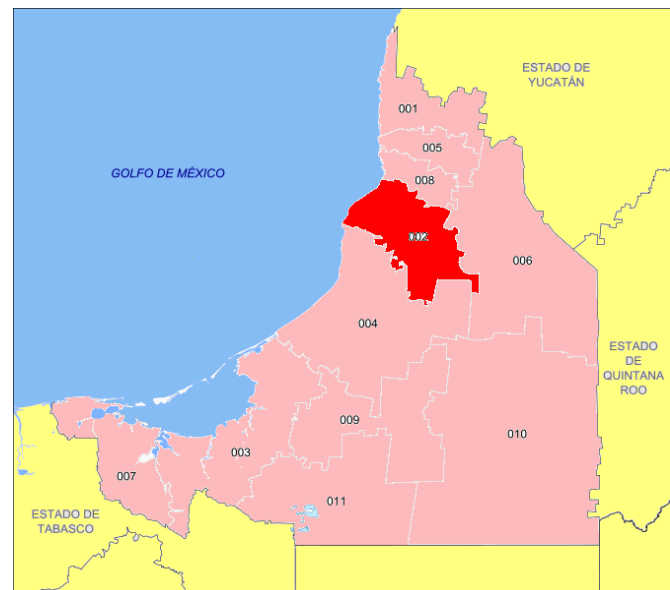 ESTADO DE
YUCATÁN
001
005
GOLFO DE MÉXICO
008
002
006
004
ESTADO
DE
QUINTANA
ROO
009
010
003
007
011
ESTADO DE
TABASCO